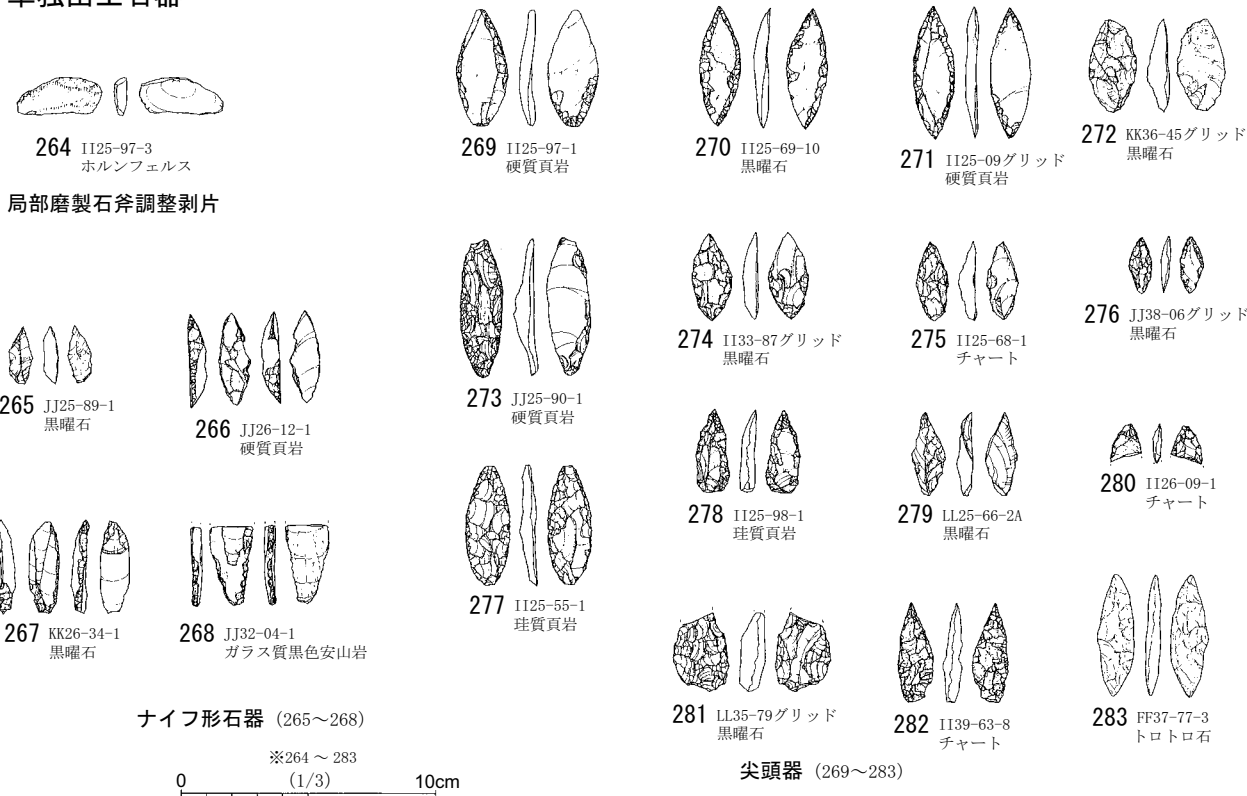 単独出土石器
264 II25-97-3
ホルンフェルス
局部磨製石斧調整剥片
265 JJ25-89-1
黒曜石
266 JJ26-12-1
硬質頁岩
267 KK26-34-1
黒曜石
268 JJ32-04-1
ガラス質黒色安山岩
ナイフ形石器（265～268）
※264 ～ 283
(1/3)
0 10cm
269 II25-97-1
硬質頁岩
270 II25-69-10
黒曜石
271 II25-09グリッド
硬質頁岩
272 KK36-45グリッド
黒曜石
273 JJ25-90-1
硬質頁岩
274 II33-87グリッド
黒曜石
275 II25-68-1
チャート
276 JJ38-06グリッド
黒曜石
277 II25-55-1
珪質頁岩
278 II25-98-1
珪質頁岩
279 LL25-66-2A
黒曜石
280 II26-09-1
チャート
281 LL35-79グリッド
黒曜石
282 II39-63-8
チャート
283 FF37-77-3
トロトロ石
尖頭器（269～283）